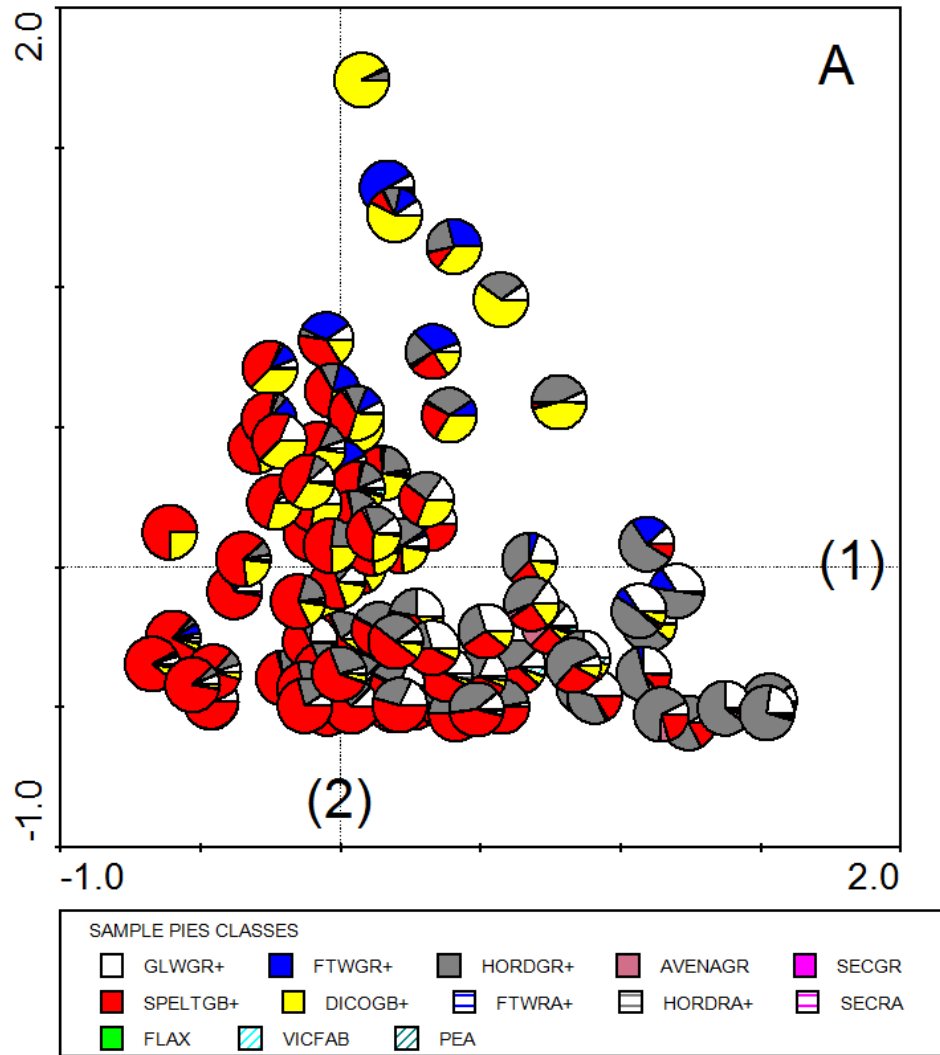 2.0
A
(1)
(2)
-1.0
-1.0
2.0
SAMPLE PIES CLASSES
GLWGR+ FTWGR+ HORDGR+ AVENAGR SECGR
SPELTGB+ DICOGB+ FTWRA+ HORDRA+ SECRA
FLAX VICFAB PEA